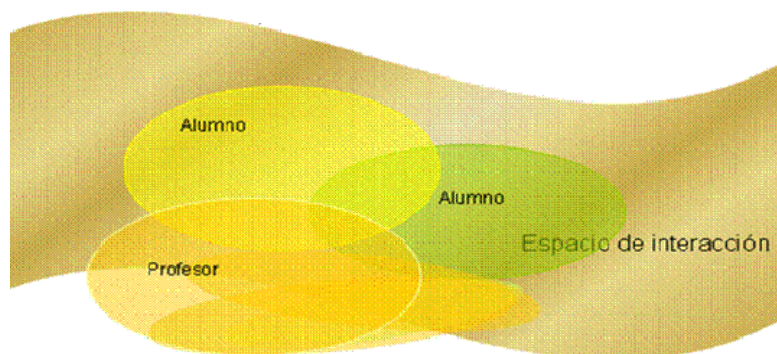 Alumno
Alumno
Espacio de interacción
Profesor